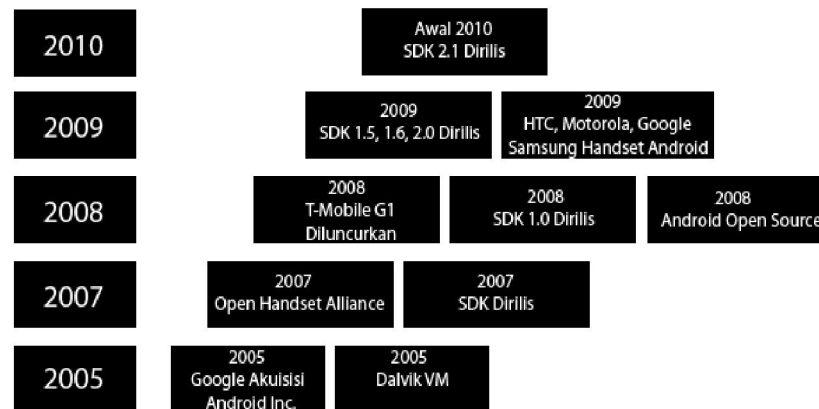 2010
Awal 2010
SDK 2.1 Dirilis
2009
2009
SDK 1.5, 1.6, 2.0 Dirilis
2009
HTC, Motorola, Google
Samsung Handset Android
2008
2008
T-Mobile G1
Diluncurkan
2008
SDK 1.0 Dirilis
2008
Android Open Source
2007
2007
Open Handset Alliance
2007
SDK Dirilis
2005
2005
Google Akuisisi
Android Inc.
2005
Dalvik VM